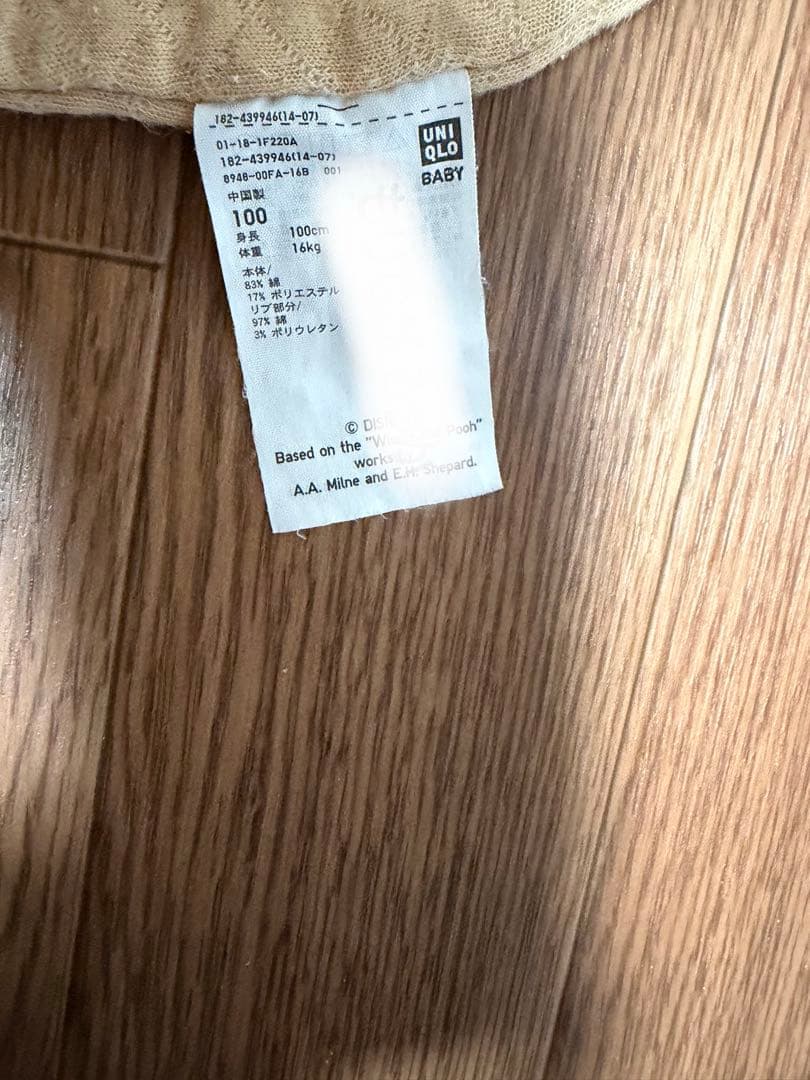 182-439946(14-07)
01-18-1F220A
182-439946(14-07)
8948-00FA-16B 001
UNI
QLO
BABY
中国製
100
身長 100cm
体重 16kg
本体/
83% 綿
17% ポリエステル
リブ部分/
97% 綿
3% ポリウレタン
©
Based on the Pooh"
works
A.A. Milne and E.H. Shepard.